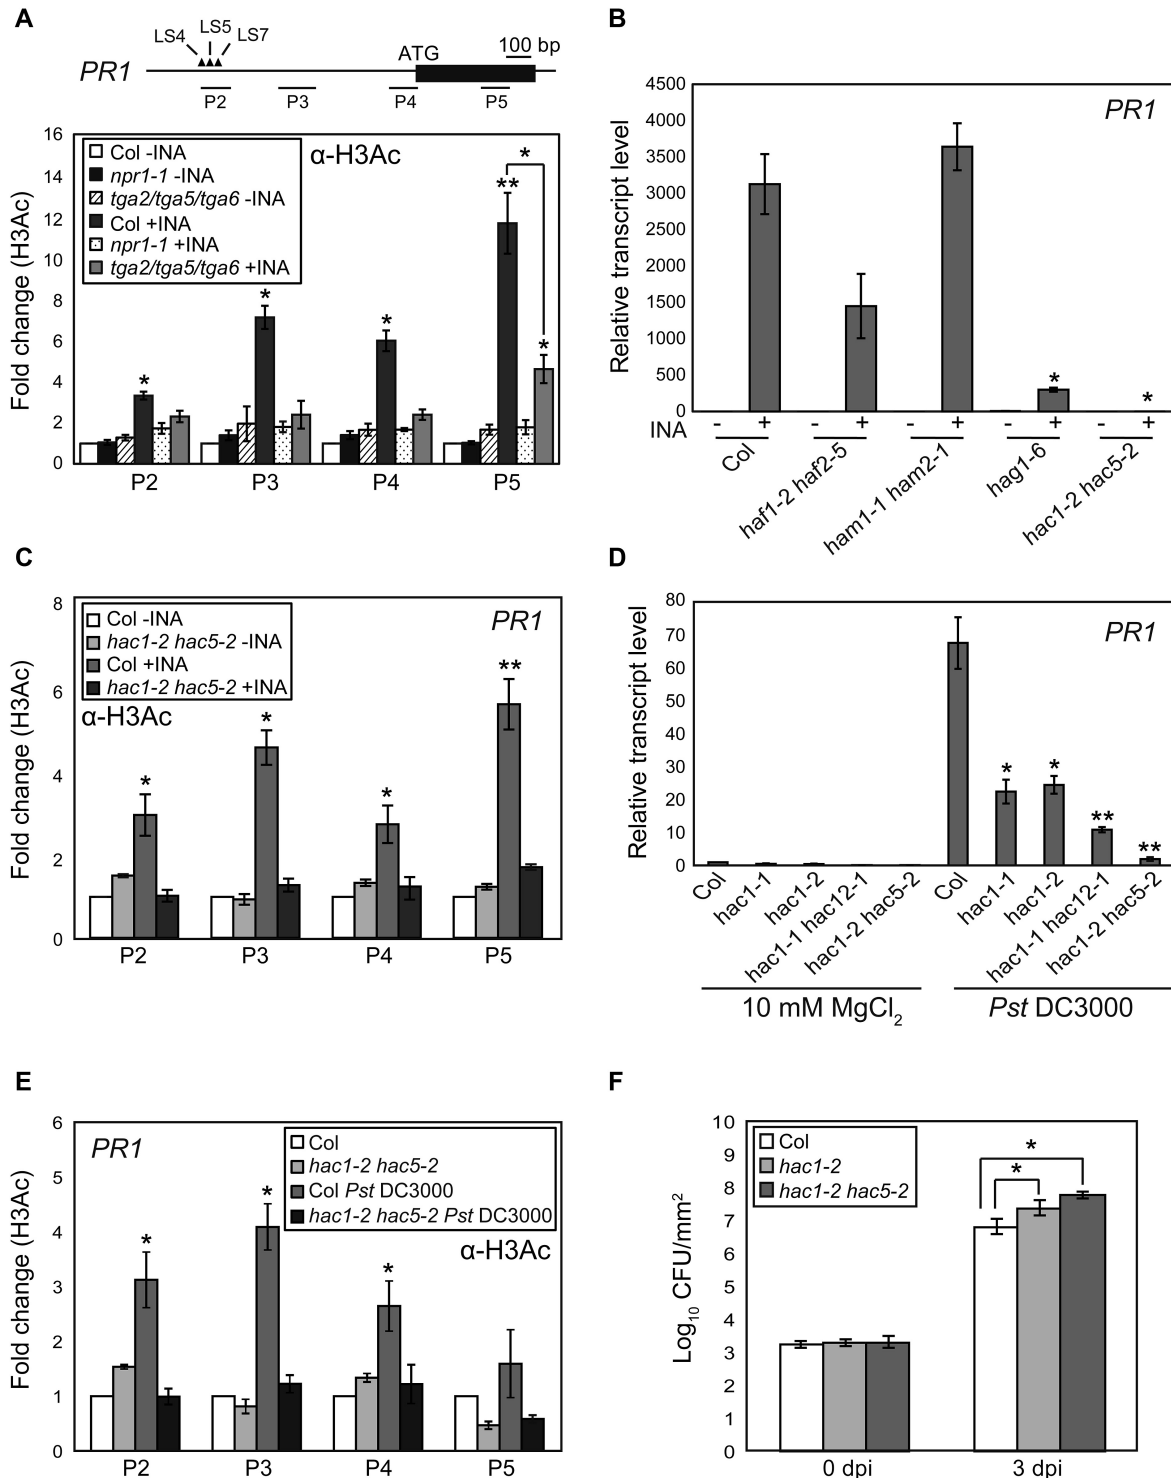 A
LS4 LS5 LS7
ATG 100 bp
PR1
P2 P3 P4 P5
16
14
12
10
8
6
4
2
0
Fold change (H3Ac)
Col -INA
npr1-1 -INA
tga2/tga5/tga6 -INA
Col +INA
npr1-1 +INA
tga2/tga5/tga6 +INA
α-H3Ac
* * * ** * *
P2 P3 P4 P5
B
4500
4000
3500
3000
2500
2000
1500
1000
500
0
Relative transcript level
PR1
* *
INA - + - + - + - + - +
Col
haf1-2 haf2-5
ham1-1 ham2-1
hag1-6
hac1-2 hac5-2
C
8
6
4
2
0
Fold change (H3Ac)
Col -INA
hac1-2 hac5-2 -INA
Col +INA
hac1-2 hac5-2 +INA
α-H3Ac
PR1
* * * **
P2 P3 P4 P5
D
80
70
60
50
40
30
20
10
0
Relative transcript level
PR1
* * ** **
Col
hac1-1
hac1-2
hac1-1 hac12-1
hac1-2 hac5-2
Col
hac1-1
hac1-2
hac1-1 hac12-1
hac1-2 hac5-2
10 mM MgCl2
Pst DC3000
E
6
5
4
3
2
1
0
Fold change (H3Ac)
PR1
Col
hac1-2 hac5-2
Col Pst DC3000
hac1-2 hac5-2 Pst DC3000
α-H3Ac
* * *
P2 P3 P4 P5
F
10
9
8
7
6
5
4
3
2
1
0
Log10 CFU/mm2
Col
hac1-2
hac1-2 hac5-2
* *
0 dpi 3 dpi